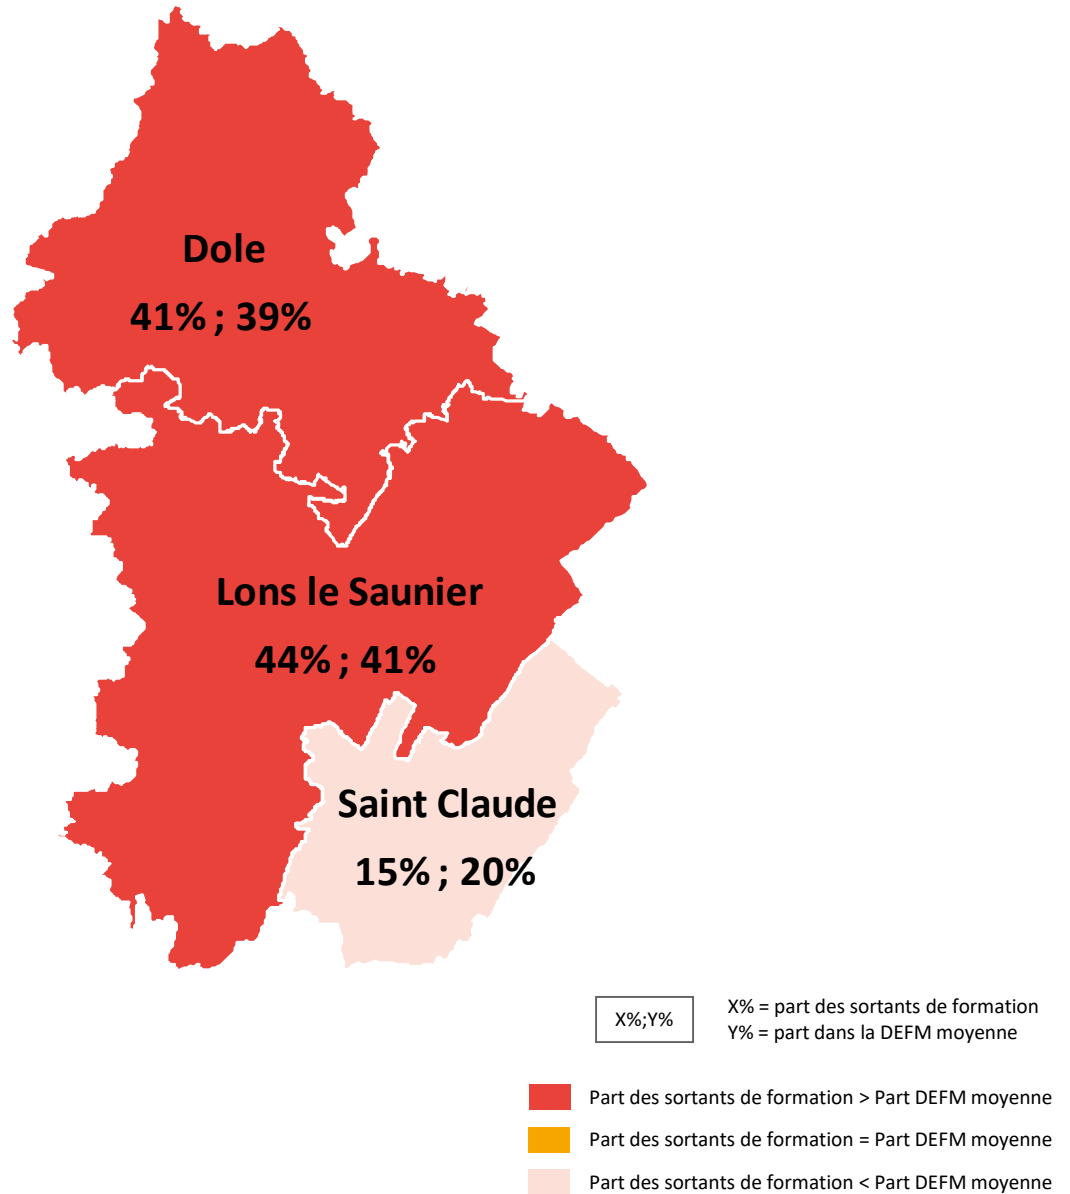 Dole
41% ; 39%
Lons le Saunier
44% ; 41%
Saint Claude
15% ; 20%
X%;Y%
X% = part des sortants de formation
Y% = part dans la DEFM moyenne
Part des sortants de formation > Part DEFM moyenne
Part des sortants de formation = Part DEFM moyenne
Part des sortants de formation < Part DEFM moyenne